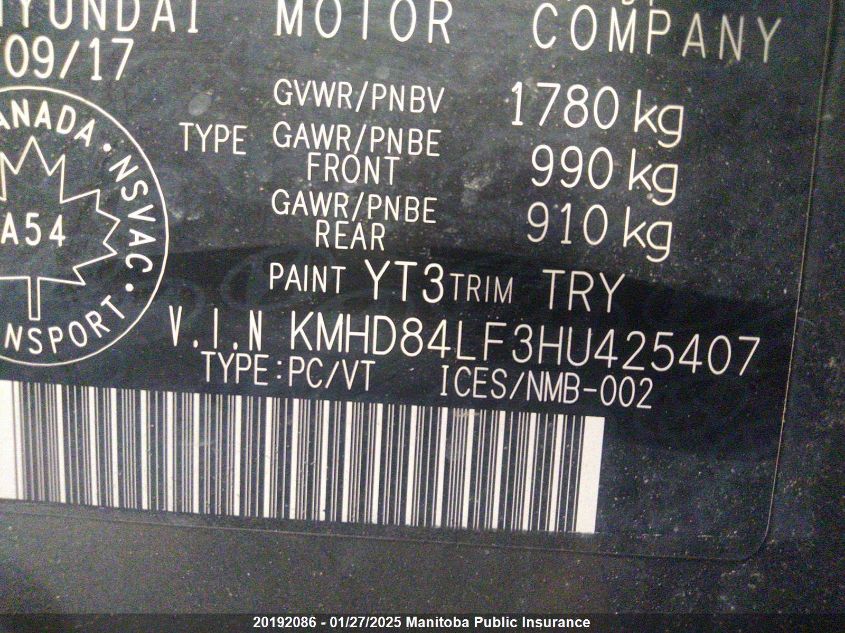 HYUNDAI MOTOR COMPANY
09/17
GVWR/PNBV 1780 kg
TYPE GAWR/PNBE FRONT 990 kg
GAWR/PNBE REAR 910 kg
PAINT YT3 TRIM TRY
V.I.N KMHD84LF3HU425407
TYPE:PC/VT ICES/NMB-002
CANADA · NSVAC · TRANSPORT
A54
20192086 - 01/27/2025 Manitoba Public Insurance